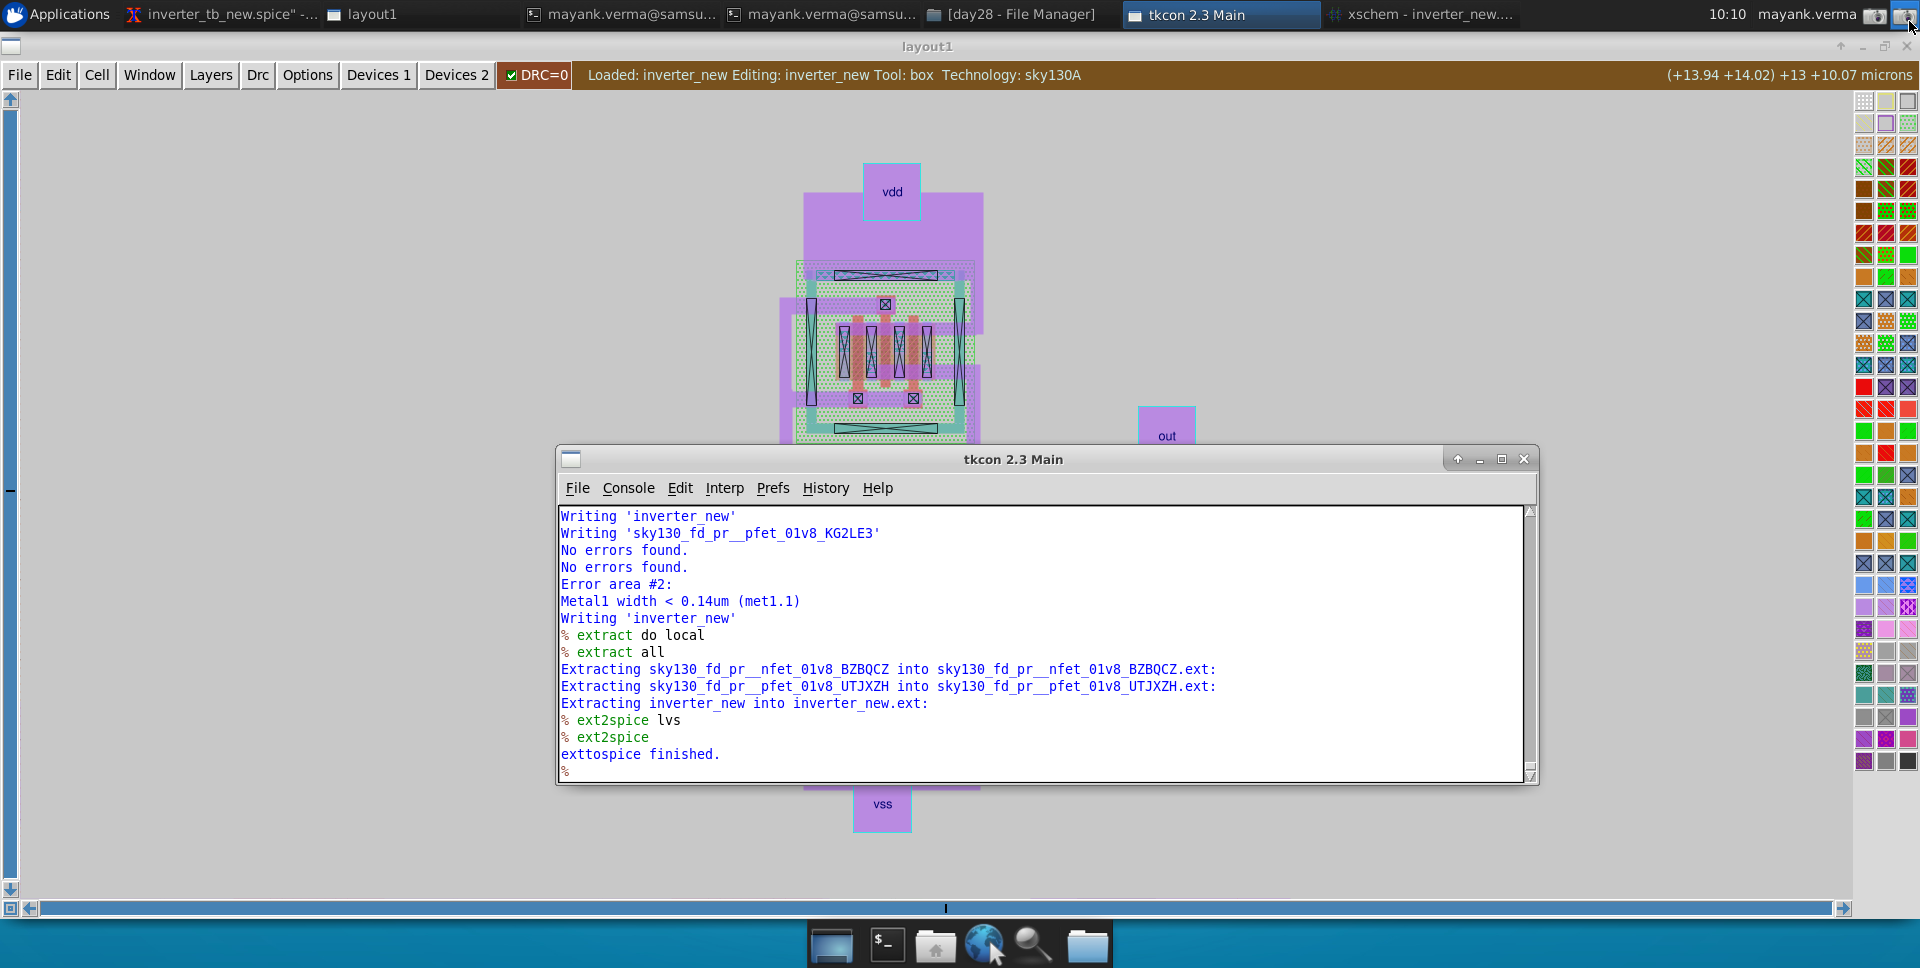 Applications
inverter_tb_new.spice" -...
layout1
mayank.verma@samsu...
mayank.verma@samsu...
[day28 - File Manager]
tkcon 2.3 Main
xschem - inverter_new....
10:10
mayank.verma
layout1
File Edit Cell Window Layers Drc Options Devices 1 Devices 2 DRC=0 Loaded: inverter_new Editing: inverter_new Tool: box Technology: sky130A (+13.94 +14.02) +13 +10.07 microns
vdd
out
tkcon 2.3 Main
File Console Edit Interp Prefs History Help
Writing 'inverter_new'
Writing 'sky130_fd_pr__pfet_01v8_KG2LE3'
No errors found.
No errors found.
Error area #2:
Metal1 width < 0.14um (met1.1)
Writing 'inverter_new'
% extract do local
% extract all
Extracting sky130_fd_pr__nfet_01v8_BZBQCZ into sky130_fd_pr__nfet_01v8_BZBQCZ.ext:
Extracting sky130_fd_pr__pfet_01v8_UTJXZH into sky130_fd_pr__pfet_01v8_UTJXZH.ext:
Extracting inverter_new into inverter_new.ext:
% ext2spice lvs
% ext2spice
exttospice finished.
%
vss
$_